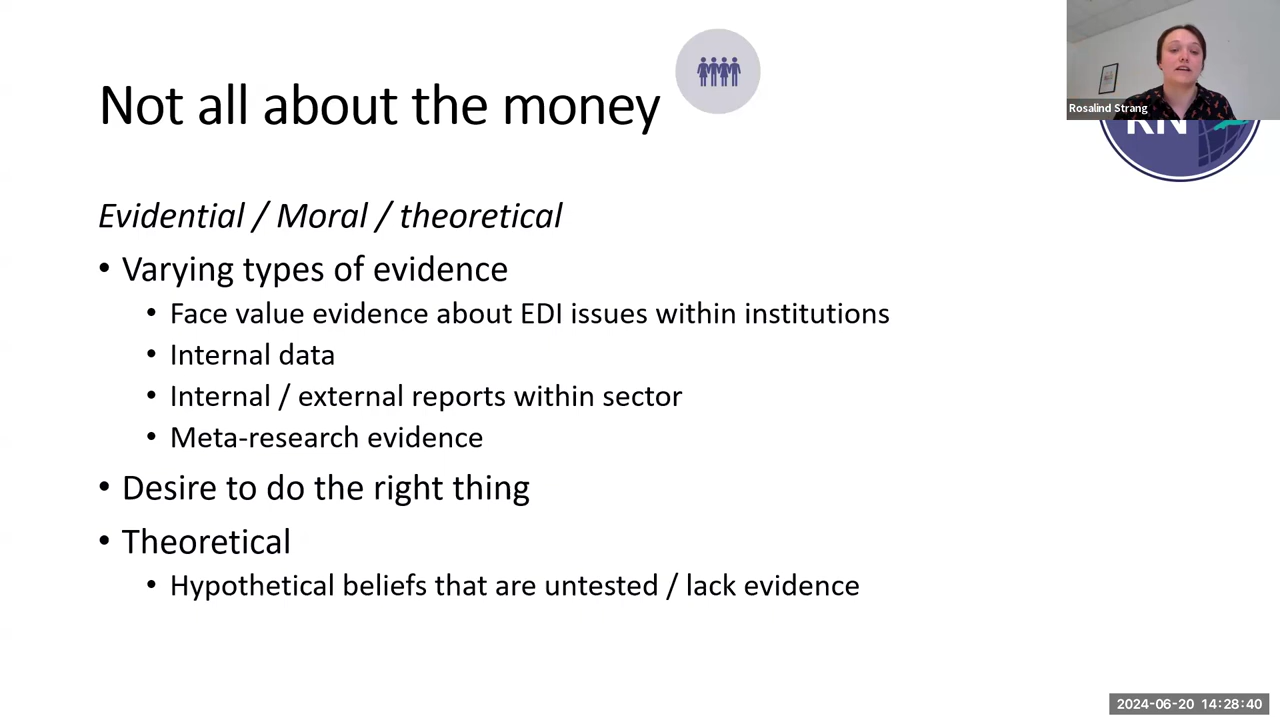 Not all about the money
Rosalind Strang
RN
Evidential / Moral / theoretical
• Varying types of evidence
• Face value evidence about EDI issues within institutions
• Internal data
• Internal / external reports within sector
• Meta-research evidence
• Desire to do the right thing
• Theoretical
• Hypothetical beliefs that are untested / lack evidence
2024-06-20 14:28:40